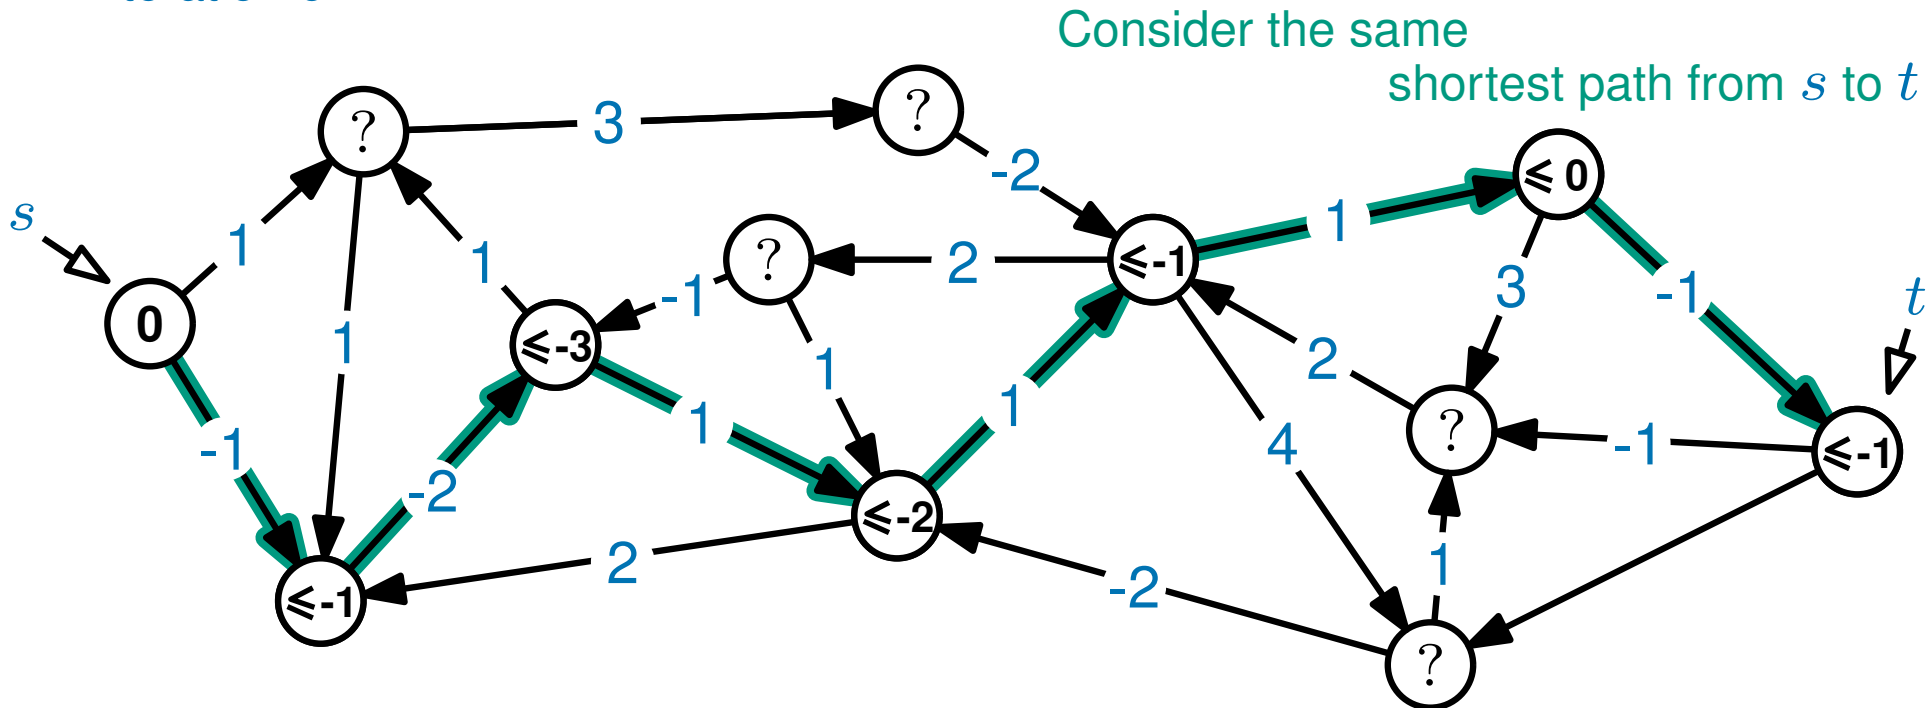 Consider the same
shortest path from s to t
? 3 ? -2
≤ 0
s 1 1 -1 ? 2 ≤-1 1 3 -1 t
0 1 ≤-3 1 2
-1 -2 1 1 4 ? -1 ≤-1
≤-2
≤-1 2 -2 1
?